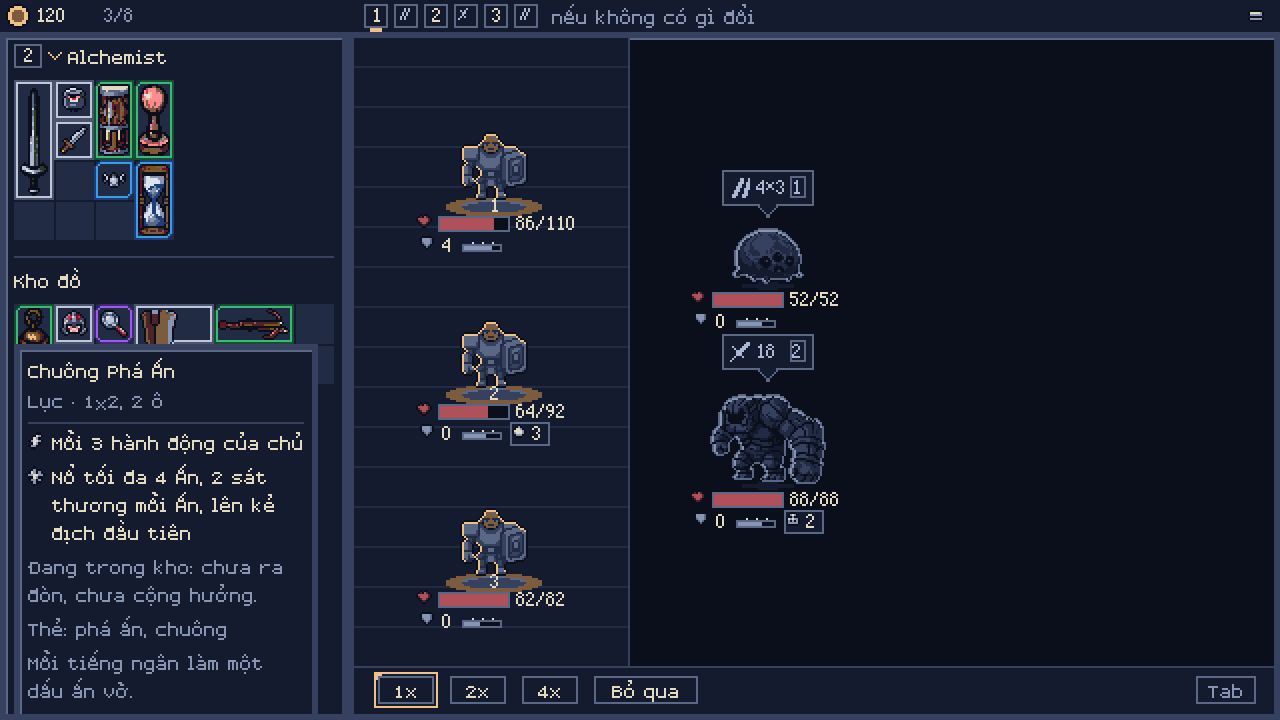 120 3/8
1 2 3 nếu không có gì đổi
2 Alchemist
Kho đồ
Chuông Phá Ấn
Lục · 1x2, 2 ô
Mỗi 3 hành động của chủ
Nổ tối đa 4 Ấn, 2 sát
thương mỗi Ấn, lên kẻ
địch đầu tiên
Đang trong kho: chưa ra
đòn, chưa cộng hưởng.
Thẻ: phá ấn, chuông
Mỗi tiếng ngân làm một
dấu ấn vỡ.
1
86/110
4
2
64/92
0 3
3
82/82
0
4×3 1
52/52
0
18 2
88/88
0 2
1x 2x 4x Bỏ qua Tab